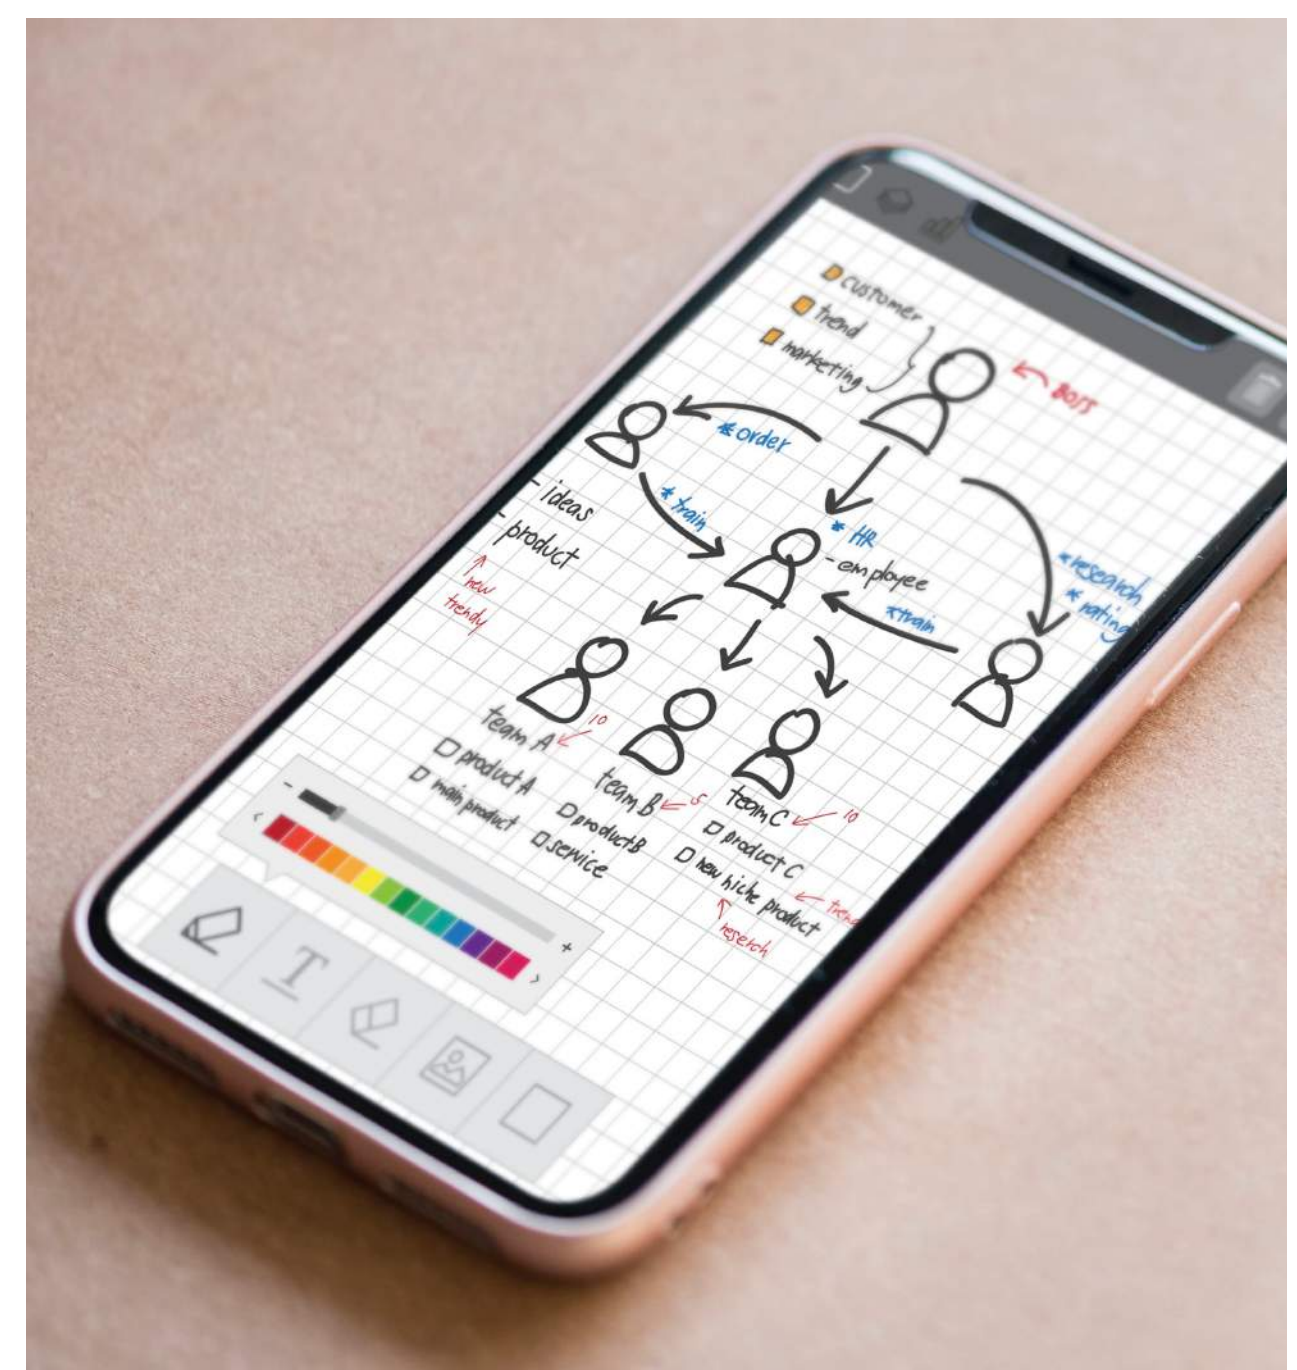 customer
trend
marketing
BOSS
* order
* train
- ideas
- product
new
trendy
* HR
- employee
* research
* rating
* train
team A
10
product A
main product
team B
5
product B
service
team C
10
product C
new niche product
reserch
T